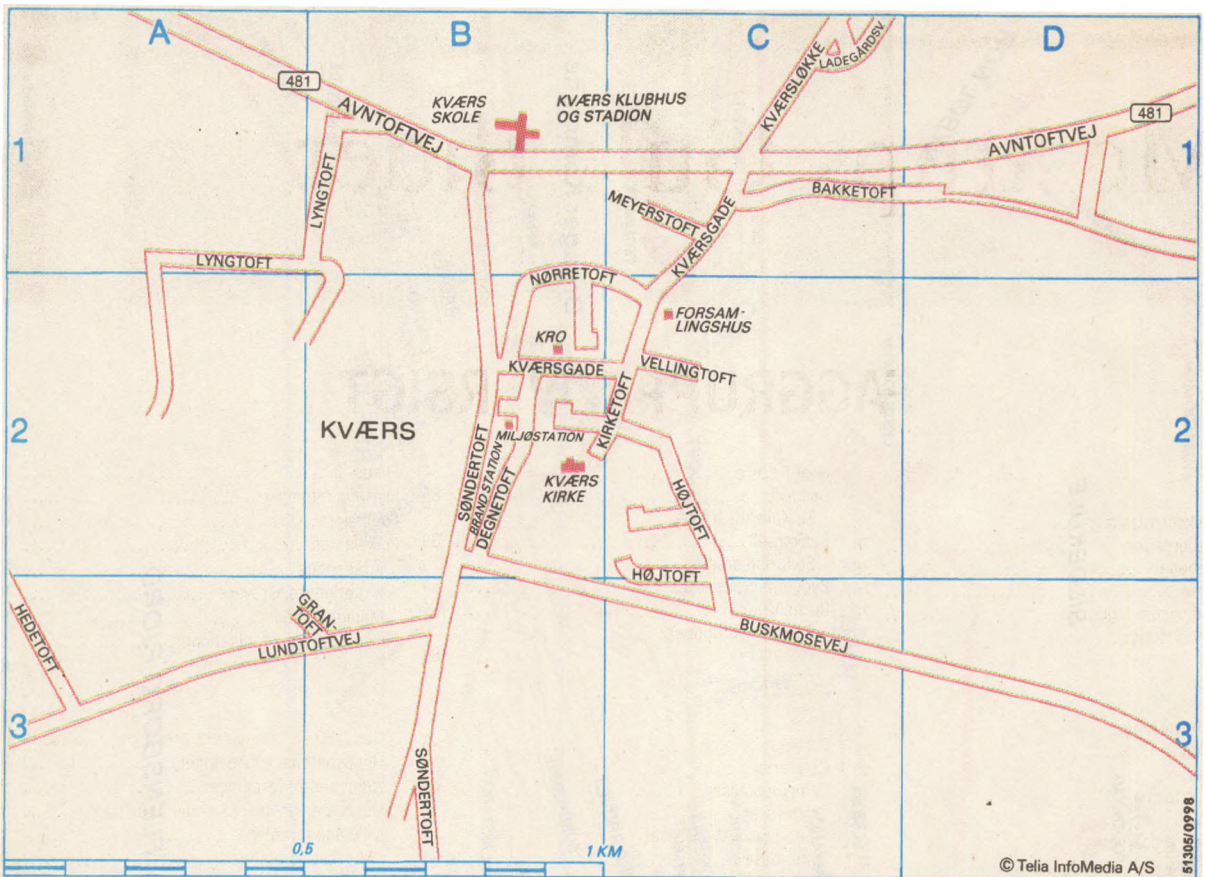 A
B
C
D
481
AVNTOFTVEJ
KVÆRS
SKOLE
KVÆRS KLUBHUS
OG STADION
KVÆRSLØKKE
LADEGÅRDSV.
481
AVNTOFTVEJ
1
1
LYNGTOFT
MEYERSTOFT
BAKKETOFT
KVÆRSGADE
LYNGTOFT
NØRRETOFT
FORSAM-
LINGSHUS
KRO
KVÆRSGADE
VELLINGTOFT
KIRKETOFT
2
KVÆRS
2
MILJØSTATION
SØNDERTOFT
BRANDSTATION
DEGNETOFT
KVÆRS
KIRKE
HØJTOFT
HØJTOFT
GRAN-
TOFT
HEDETOFT
LUNDTOFTVEJ
BUSKMOSEVEJ
3
3
SØNDERTOFT
0,5
1 KM
© Telia InfoMedia A/S
51305/0998